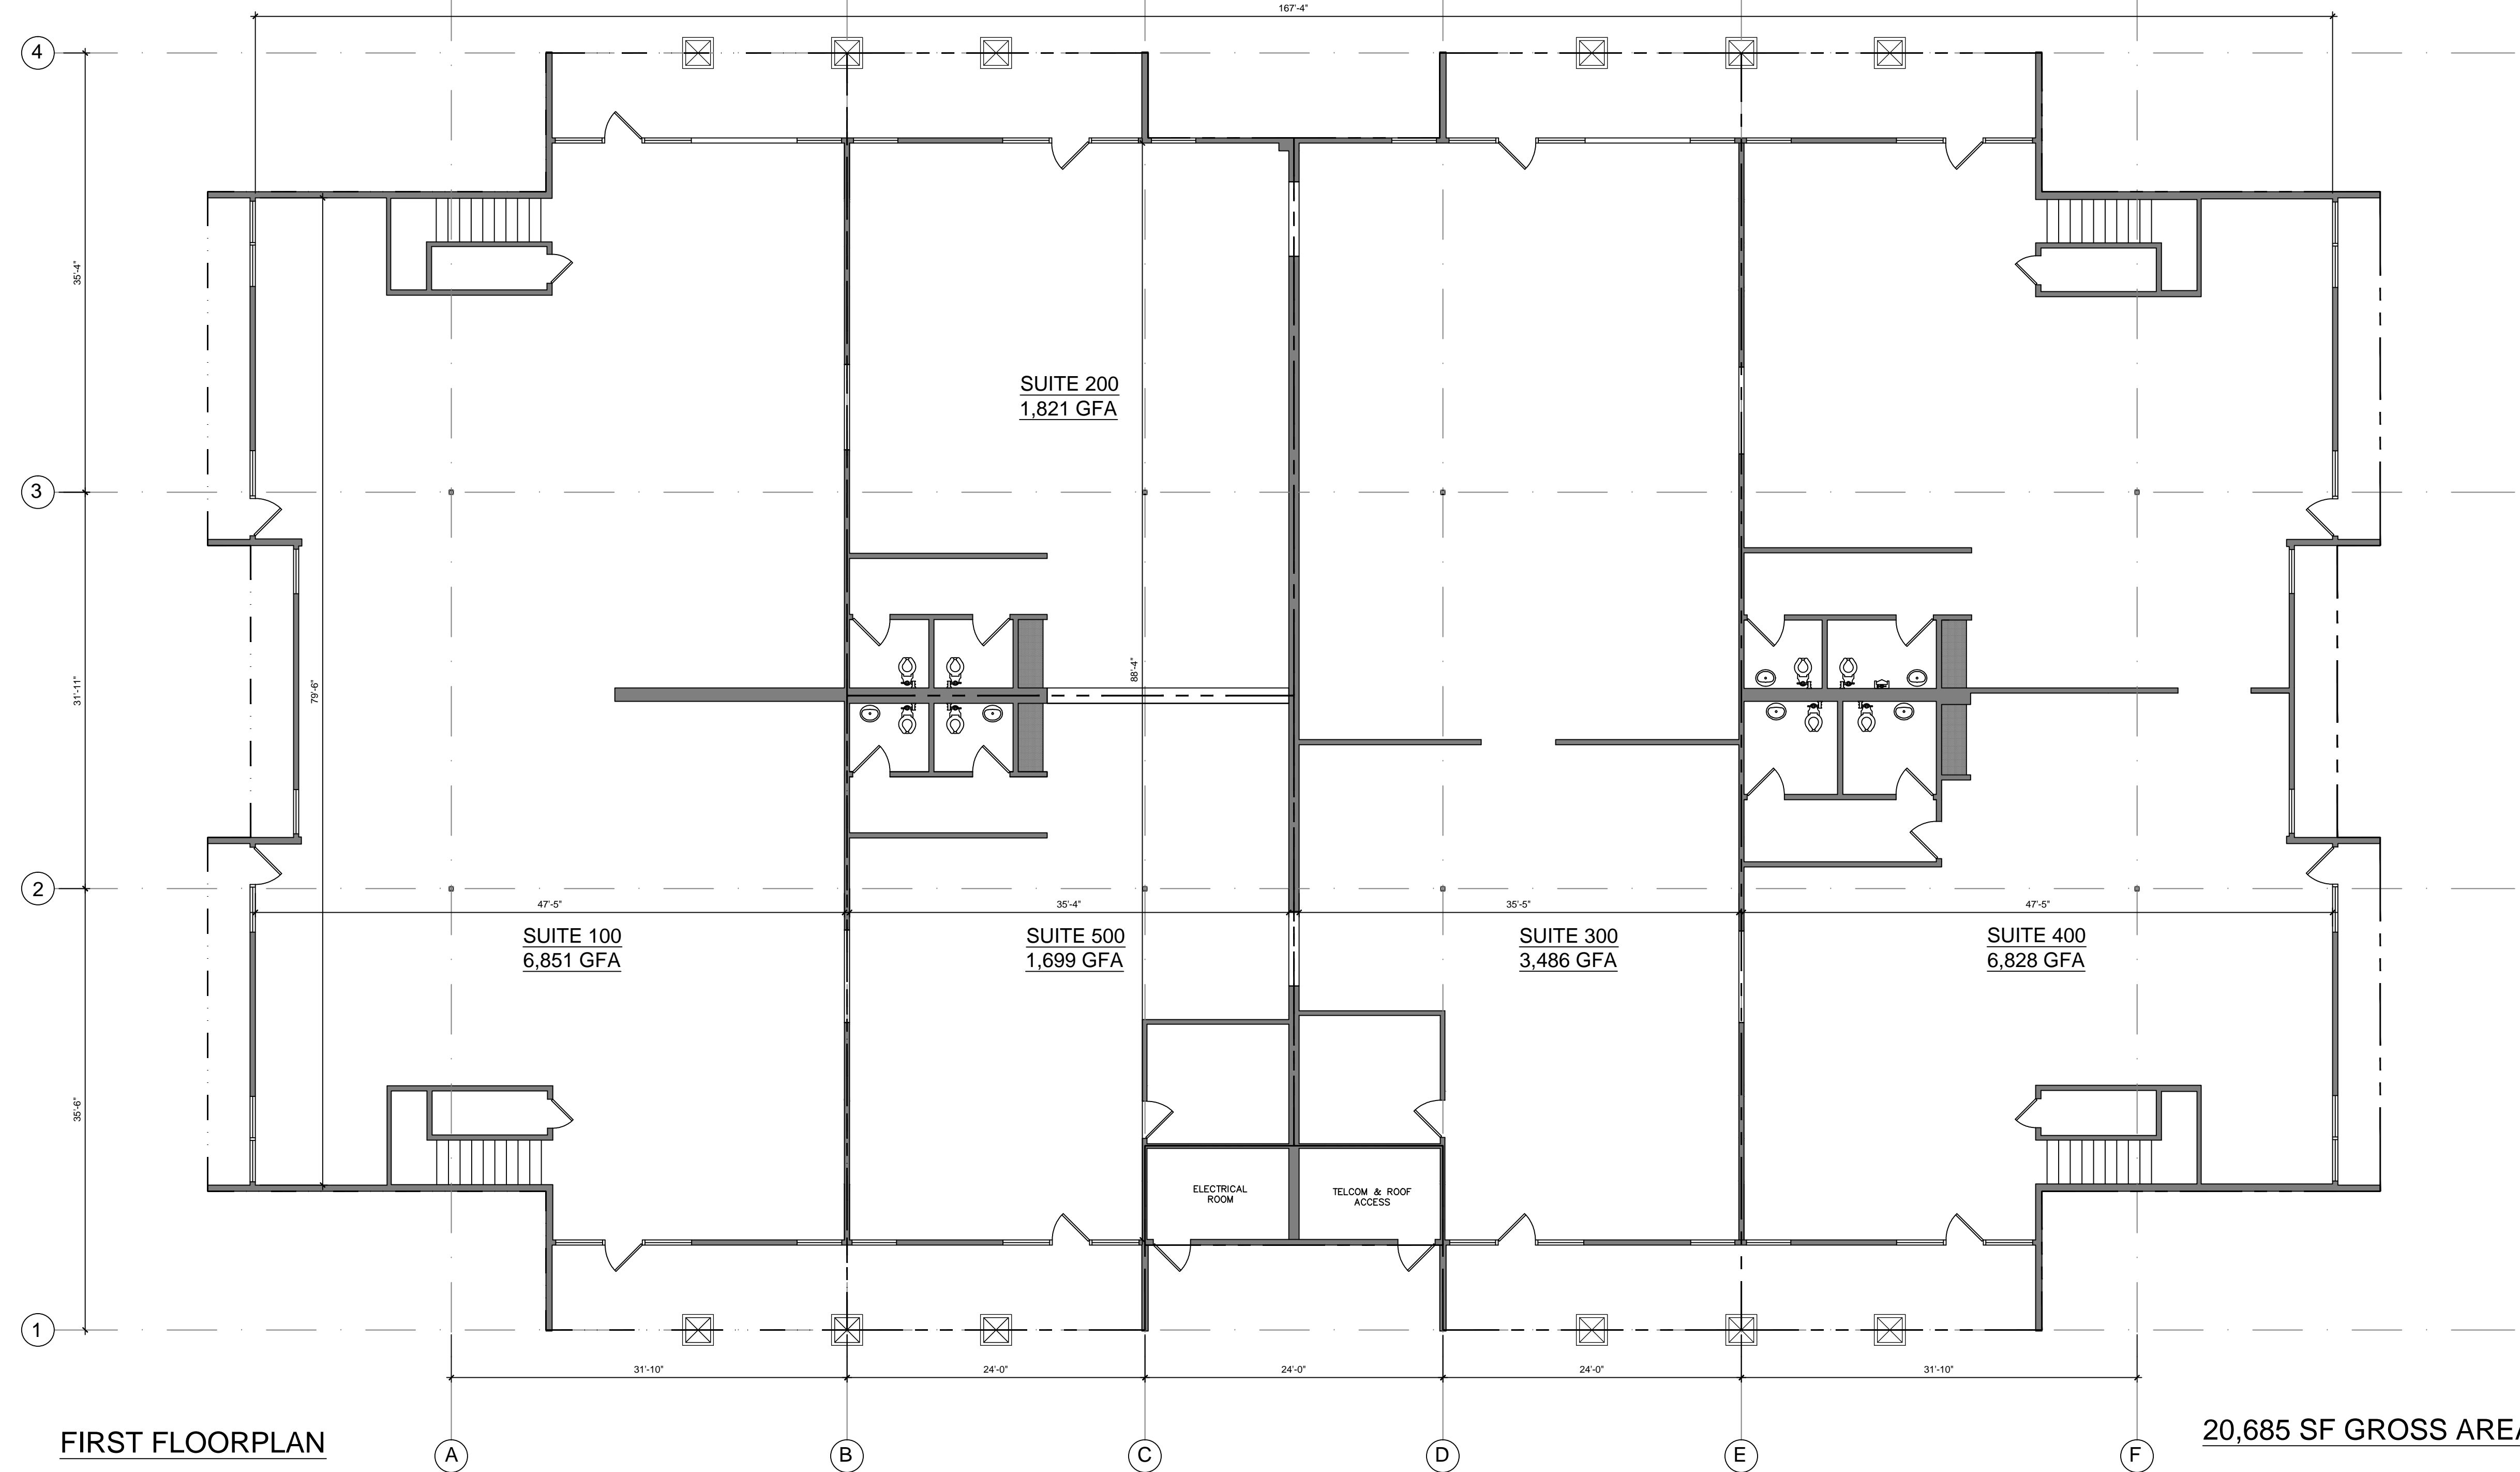 167'-4"
4
35'-4"
SUITE 200
1,821 GFA
3
31'-11"
79'-6"
88'-4"
2
47'-5"
35'-4"
35'-5"
47'-5"
SUITE 100
6,851 GFA
SUITE 500
1,699 GFA
SUITE 300
3,486 GFA
SUITE 400
6,828 GFA
35'-6"
ELECTRICAL
ROOM
TELCOM & ROOF
ACCESS
1
31'-10"
24'-0"
24'-0"
24'-0"
31'-10"
FIRST FLOORPLAN
20,685 SF GROSS AREA
A
B
C
D
E
F